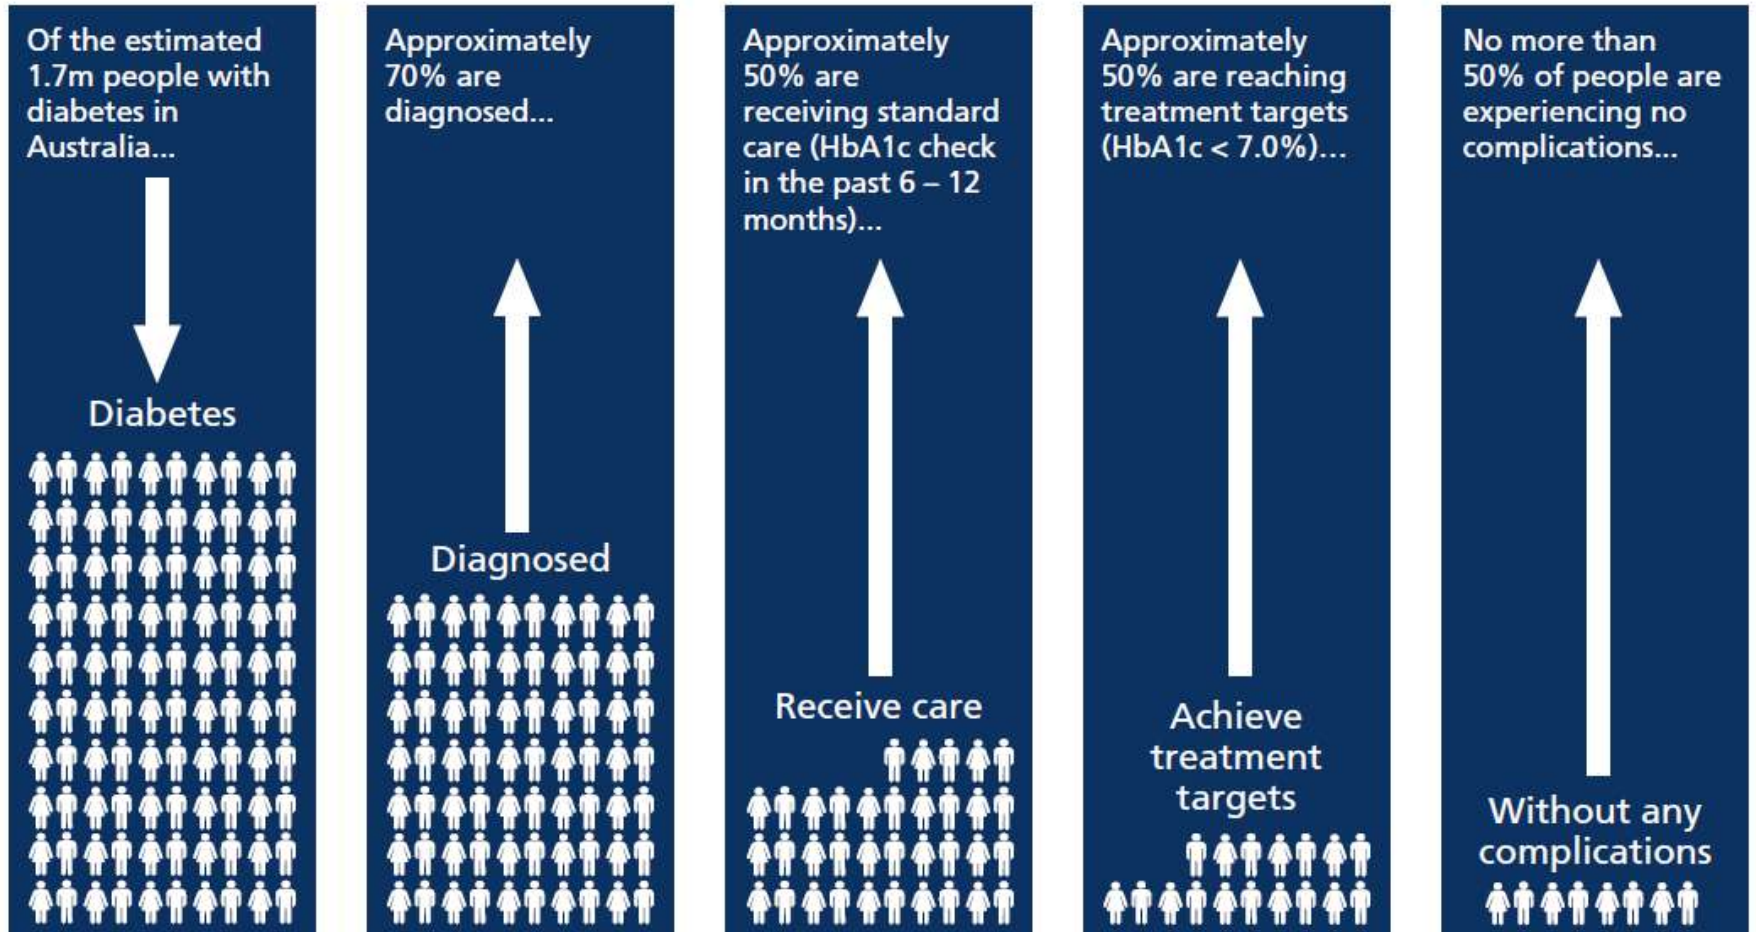 Of the estimated
1.7m people with
diabetes in
Australia...
Diabetes
Approximately
70% are
diagnosed...
Diagnosed
Approximately
50% are
receiving standard
care (HbA1c check
in the past 6 – 12
months)...
Receive care
Approximately
50% are reaching
treatment targets
(HbA1c < 7.0%)...
Achieve
treatment
targets
No more than
50% of people are
experiencing no
complications...
Without any
complications